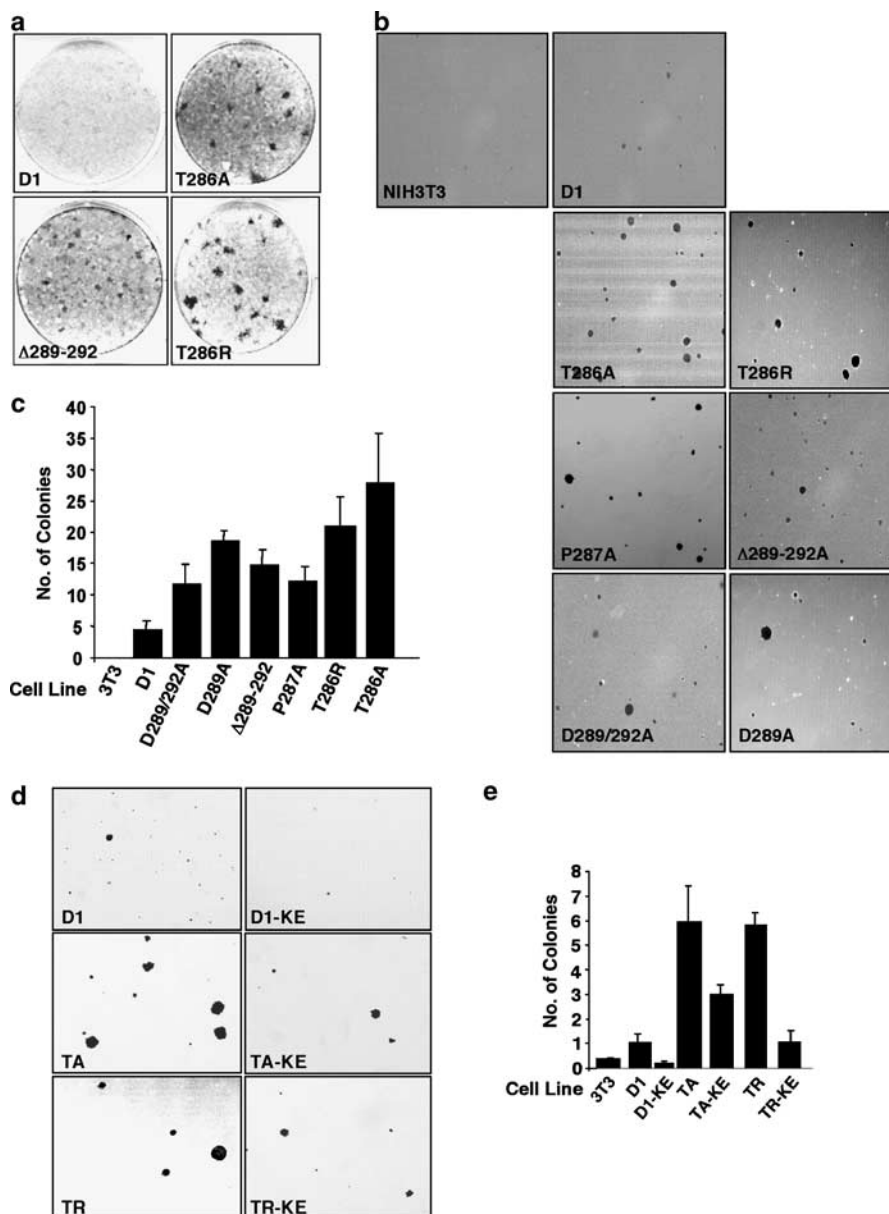 a
D1
T286A
Δ289-292
T286R
b
NIH3T3
D1
T286A
T286R
P287A
Δ289-292A
D289/292A
D289A
c
No. of Colonies
40
35
30
25
20
15
10
5
0
Cell Line
3T3
D1
D289/292A
D289A
Δ289-292
P287A
T286R
T286A
d
D1
D1-KE
TA
TA-KE
TR
TR-KE
e
No. of Colonies
8
7
6
5
4
3
2
1
0
Cell Line
3T3
D1
D1-KE
TA
TA-KE
TR
TR-KE